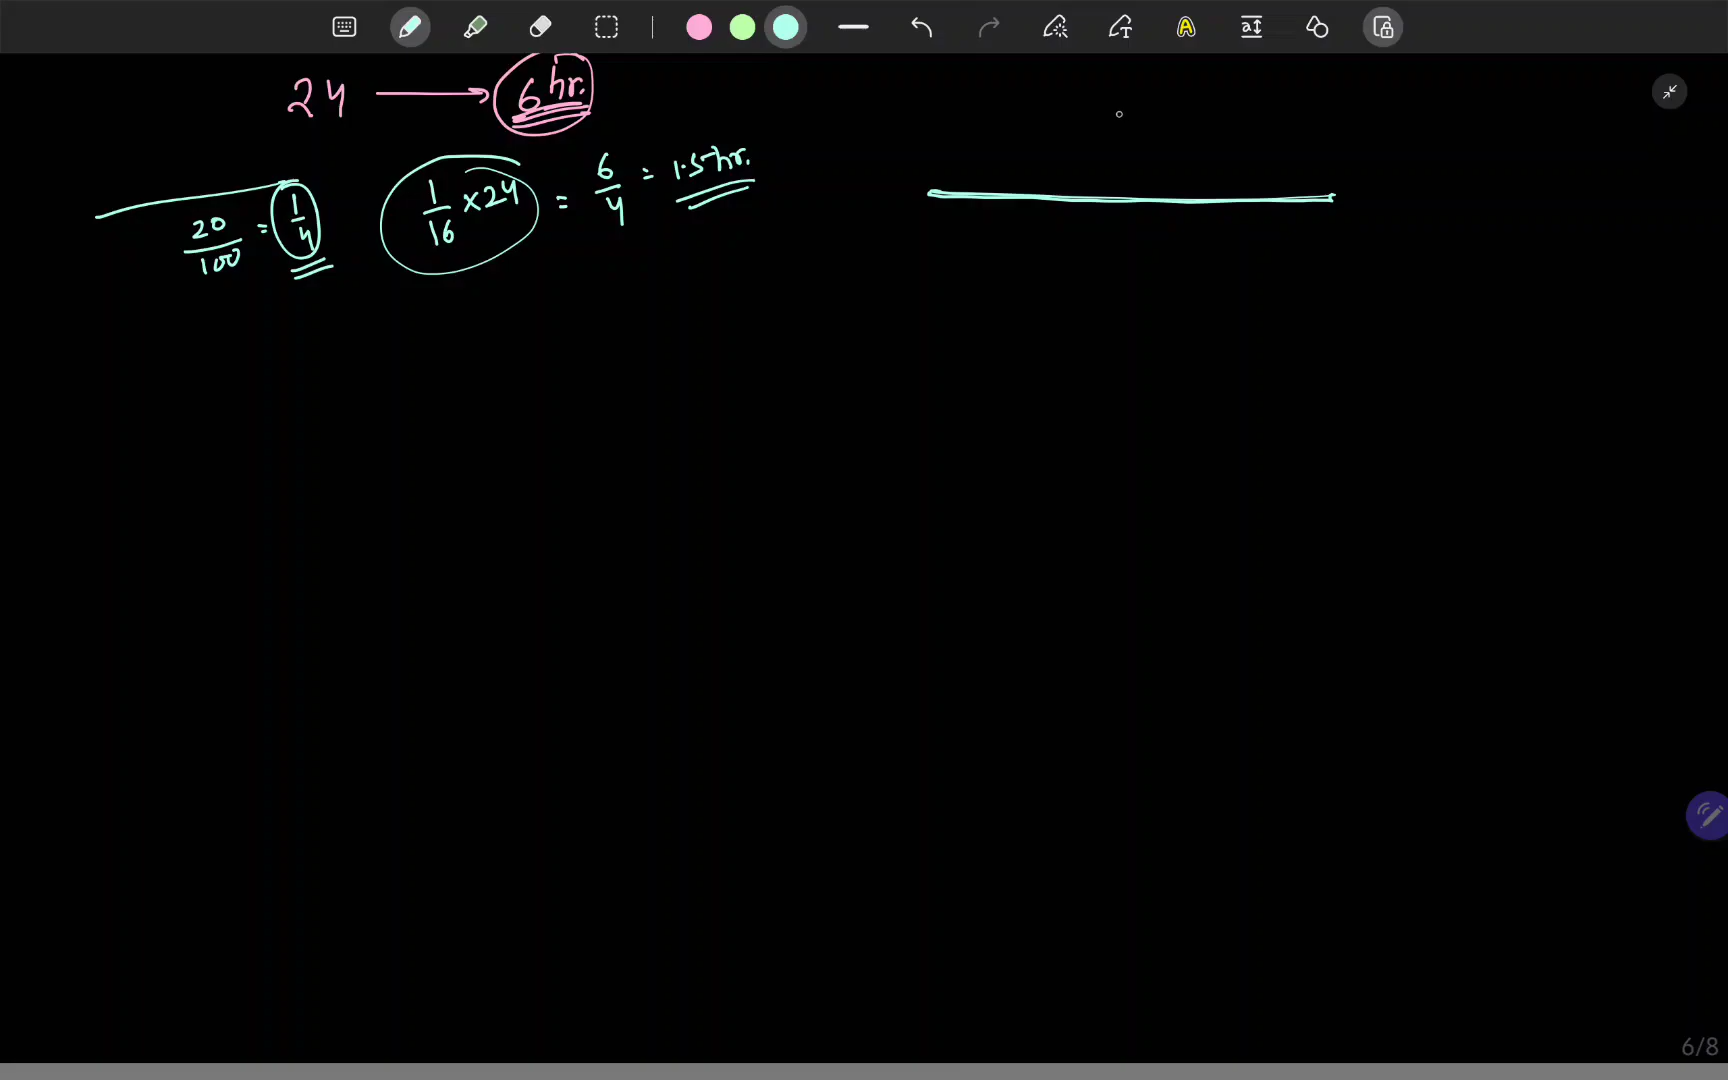 24 → 6 hr.
20/100 = 1/4
1/16 × 24 = 6/4 = 1.5 hr.
6/8